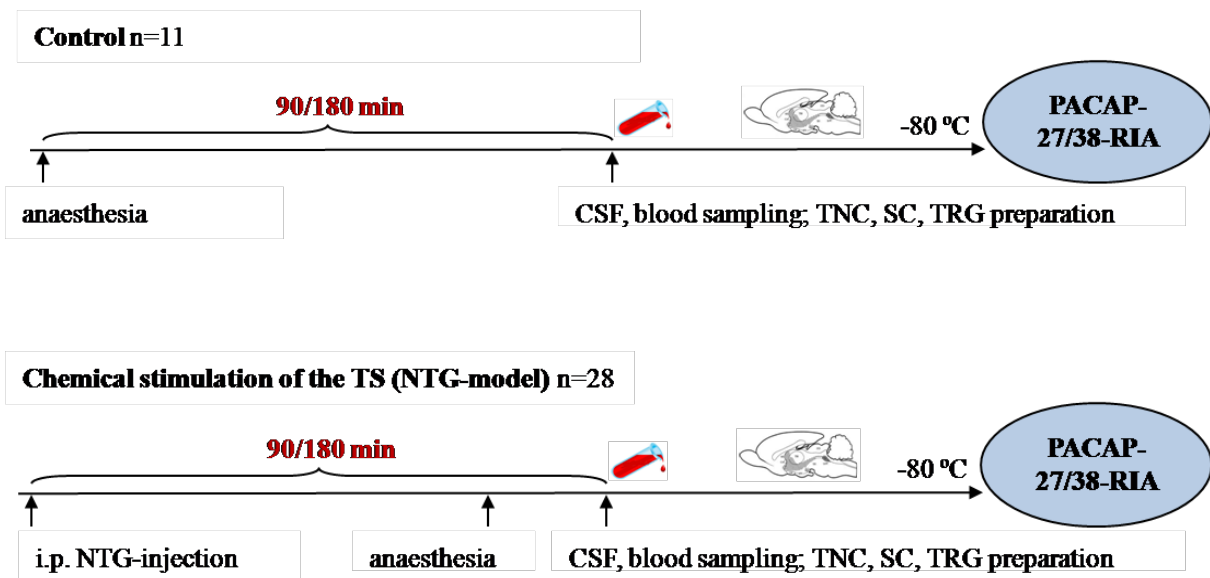 Control n=11
90/180 min
-80 ºC
PACAP-
27/38-RIA
anaesthesia
CSF, blood sampling; TNC, SC, TRG preparation
Chemical stimulation of the TS (NTG-model) n=28
90/180 min
-80 ºC
PACAP-
27/38-RIA
i.p. NTG-injection
anaesthesia
CSF, blood sampling; TNC, SC, TRG preparation